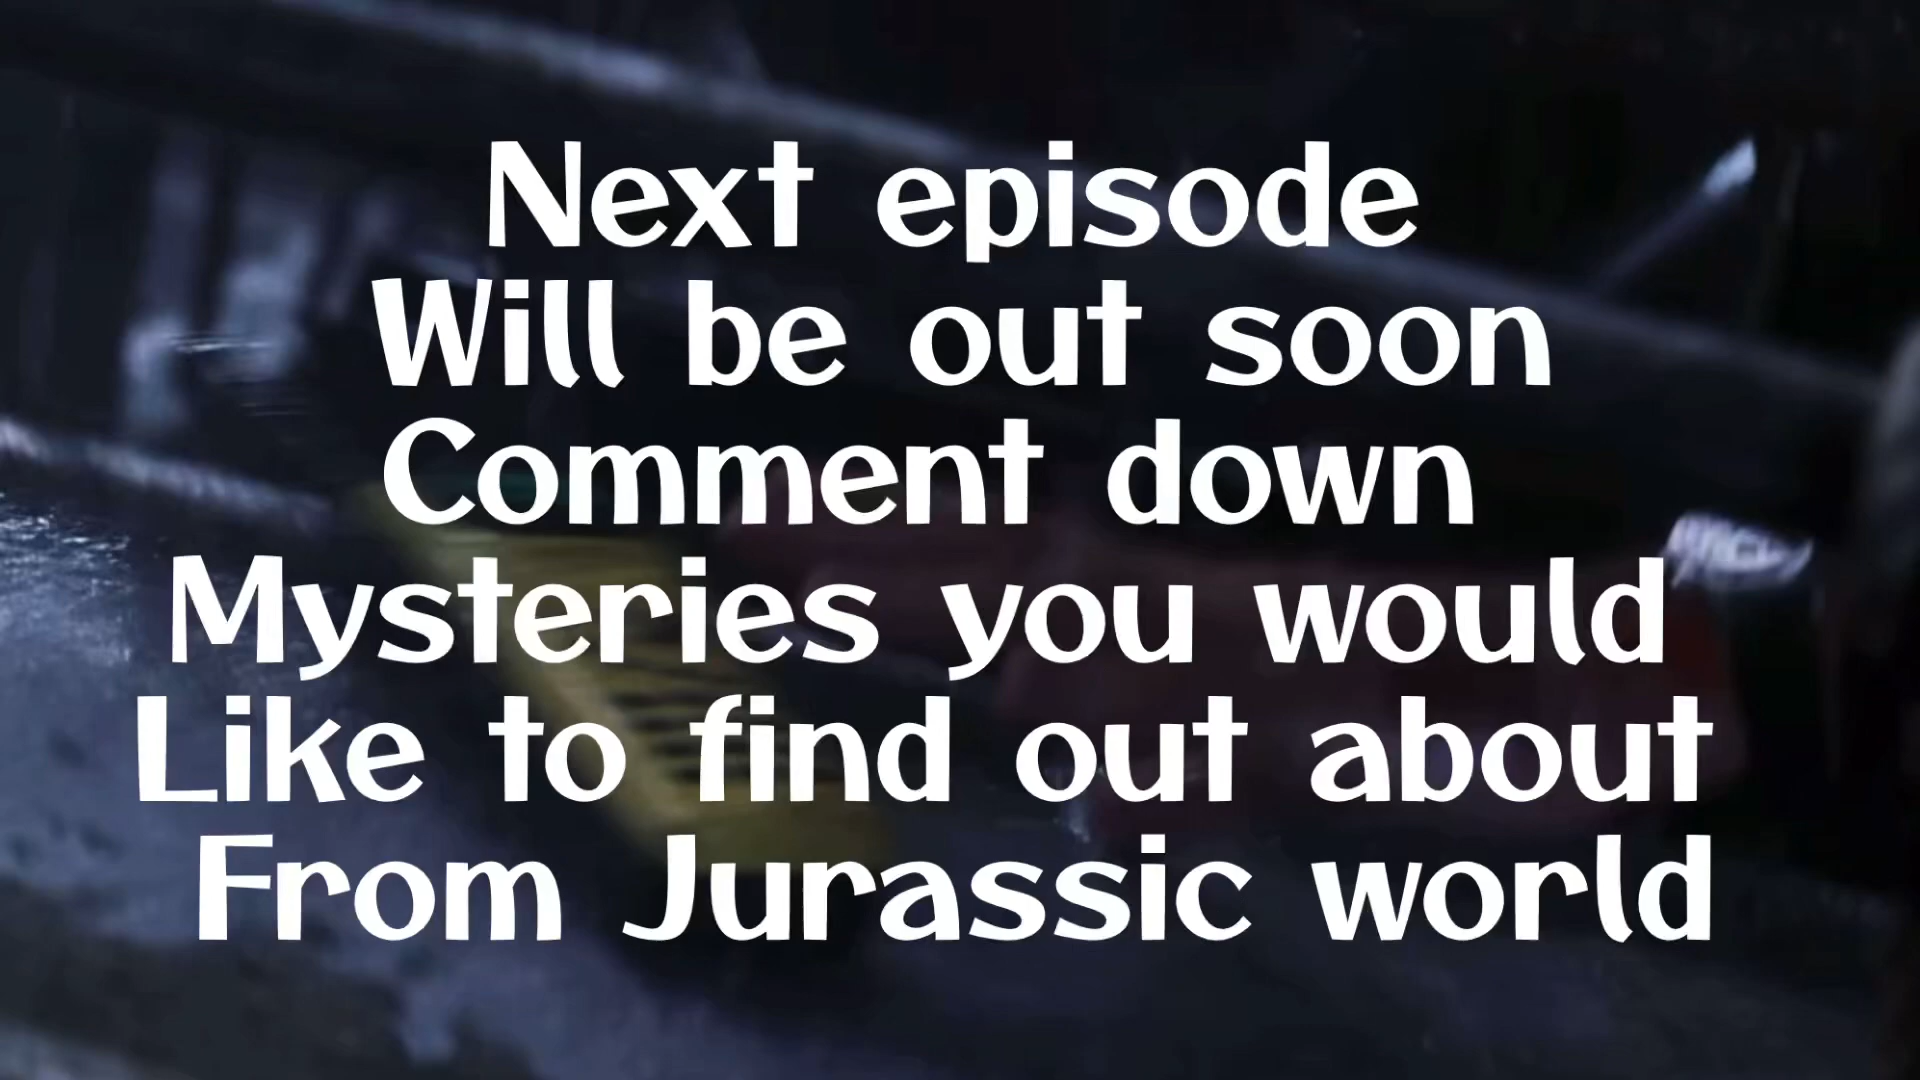 Next episode
Will be out soon
Comment down
Mysteries you would
Like to find out about
From Jurassic world